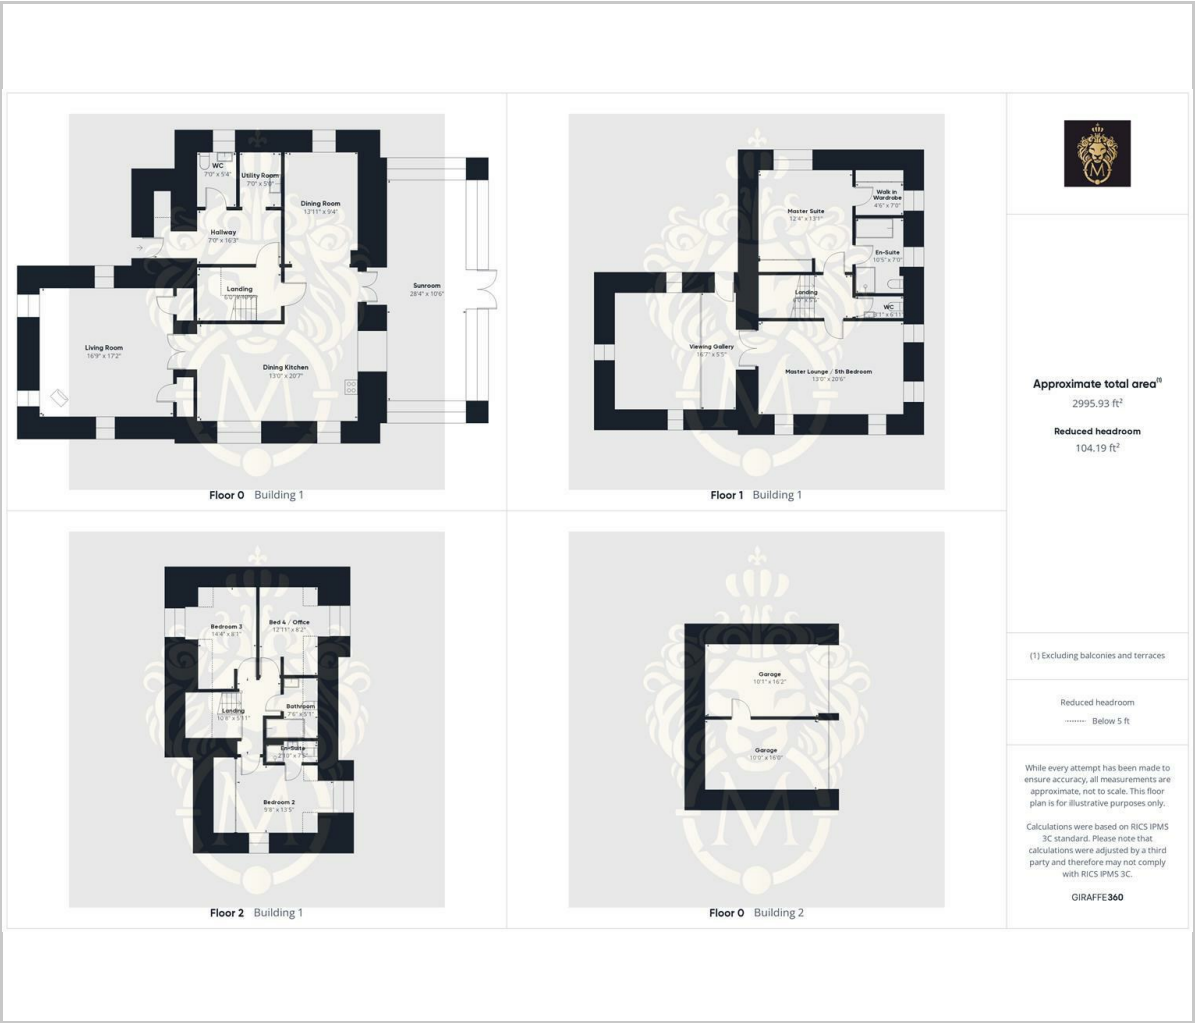 WC
7'0" x 5'4"
Utility Room
7'0" x 5'8"
Dining Room
13'11" x 9'4"
Hallway
7'0" x 16'3"
Landing
Sunroom
28'4" x 10'6"
Living Room
16'9" x 17'2"
Dining Kitchen
13'0" x 20'7"
Floor 0 Building 1
Master Suite
12'4" x 13'1"
Walk in
Wardrobe
4'6" x 7'0"
En-Suite
10'5" x 7'0"
Landing
WC
Viewing Gallery
16'7" x 5'5"
Master Lounge / 5th Bedroom
13'0" x 20'6"
Floor 1 Building 1
Bedroom 3
14'4" x 8'1"
Bed 4 / Office
12'11" x 8'2"
Landing
10'6" x 5'11"
Bathroom
7'6" x 5'1"
En-Suite
Bedroom 2
9'8" x 13'5"
Floor 2 Building 1
Garage
10'1" x 16'2"
Garage
10'0" x 16'0"
Floor 0 Building 2
M
Approximate total area(1)
2995.93 ft²
Reduced headroom
104.19 ft²
(1) Excluding balconies and terraces
Reduced headroom
Below 5 ft
While every attempt has been made to
ensure accuracy, all measurements are
approximate, not to scale. This floor
plan is for illustrative purposes only.
Calculations were based on RICS IPMS
3C standard. Please note that
calculations were adjusted by a third
party and therefore may not comply
with RICS IPMS 3C.
GIRAFFE360